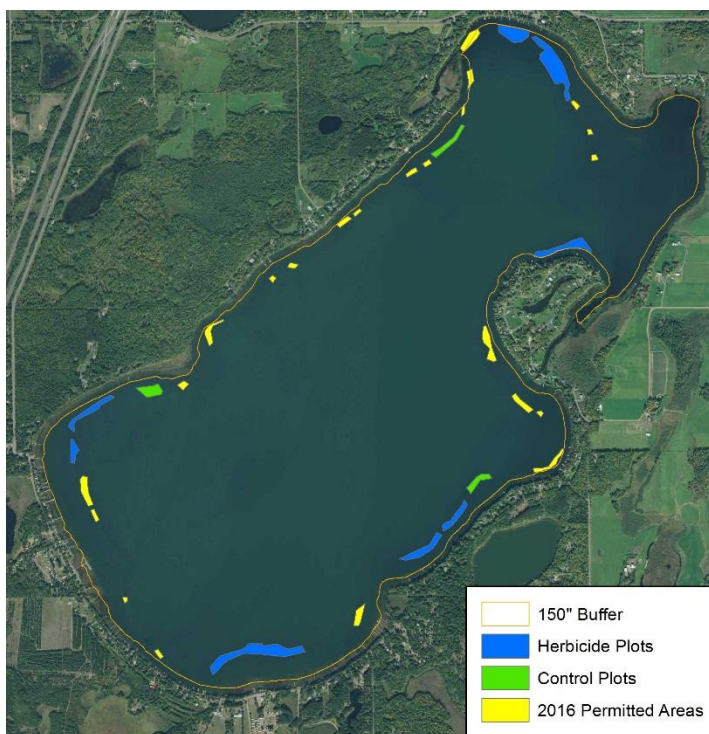 150" Buffer
Herbicide Plots
Control Plots
2016 Permitted Areas